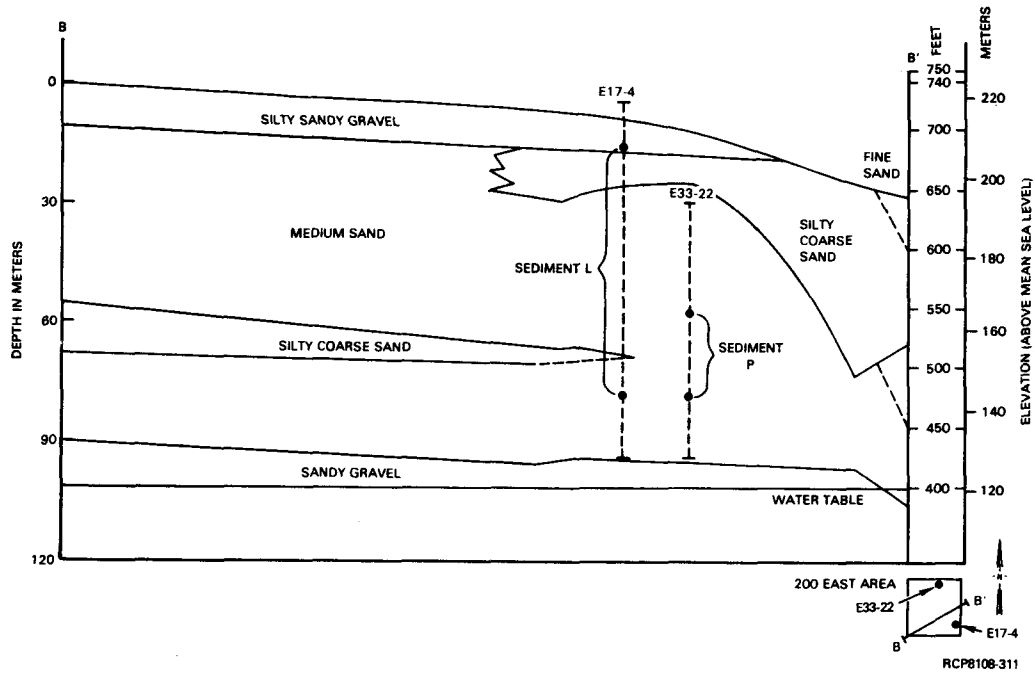 B
B'
FEET
METERS
0
30
60
90
120
DEPTH IN METERS
SILTY SANDY GRAVEL
E17-4
FINE
SAND
E33-22
MEDIUM SAND
SILTY
COARSE
SAND
SEDIMENT L
SILTY COARSE SAND
SEDIMENT
P
SANDY GRAVEL
WATER TABLE
750
740
700
650
600
550
500
450
400
220
200
180
160
140
120
ELEVATION (ABOVE MEAN SEA LEVEL)
200 EAST AREA
E33-22
B'
N
E17-4
B
RCP8108-311